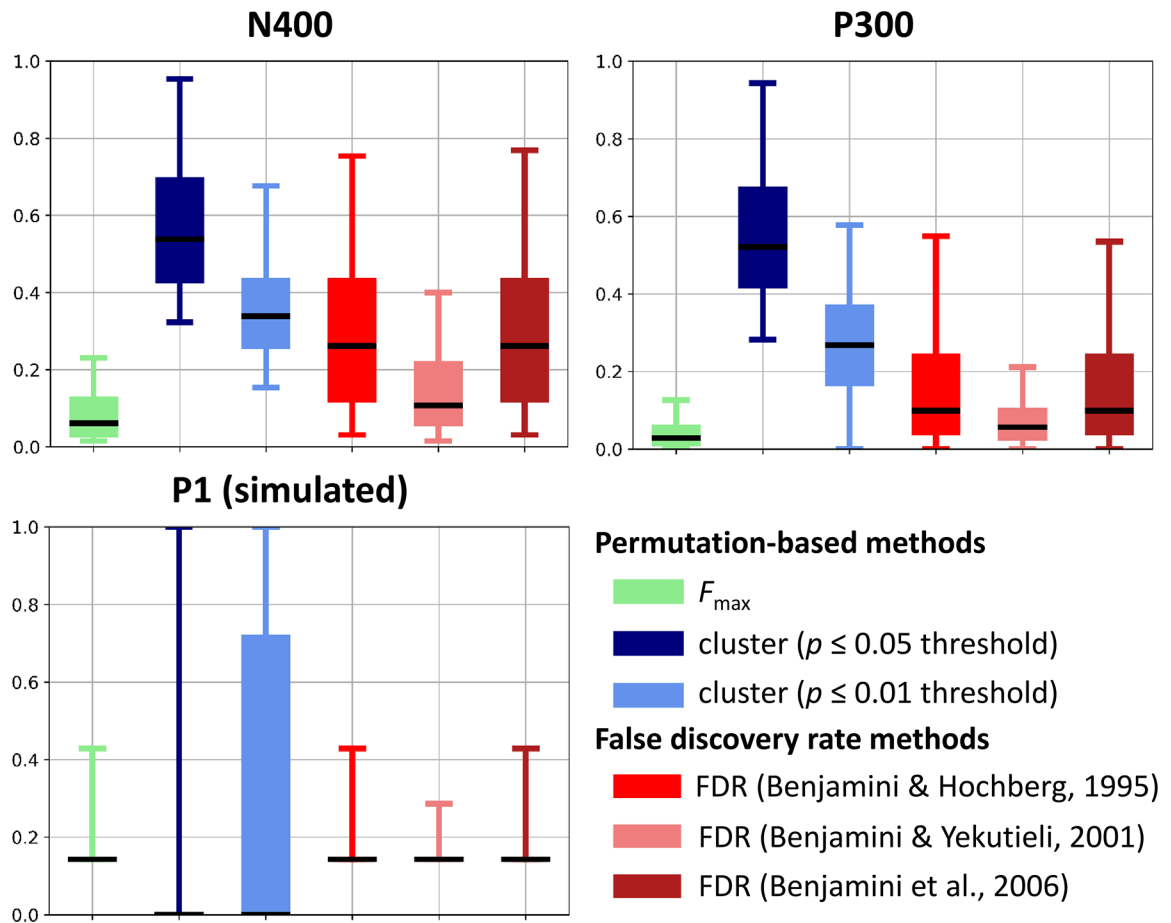 N400
1.0
0.8
0.6
0.4
0.2
0.0
P300
1.0
0.8
0.6
0.4
0.2
0.0
P1 (simulated)
1.0
0.8
0.6
0.4
0.2
0.0
Permutation-based methods
Fmax
cluster (p ≤ 0.05 threshold)
cluster (p ≤ 0.01 threshold)
False discovery rate methods
FDR (Benjamini & Hochberg, 1995)
FDR (Benjamini & Yekutieli, 2001)
FDR (Benjamini et al., 2006)